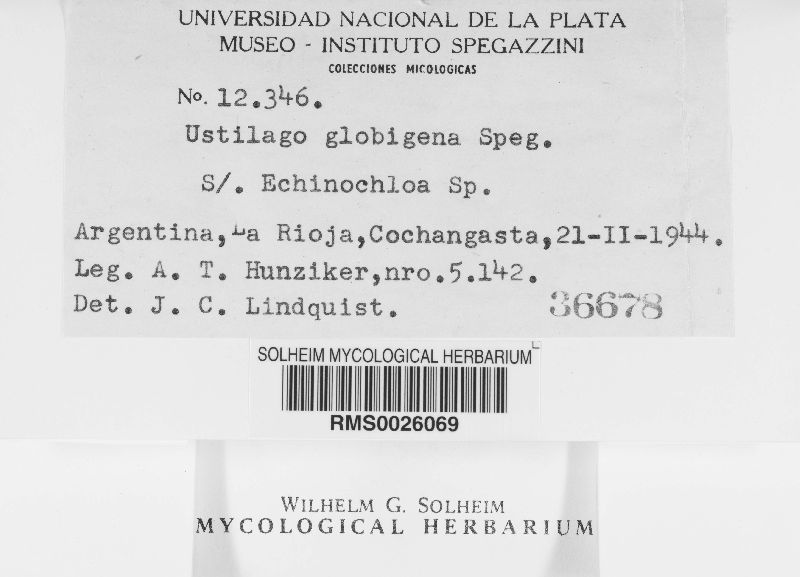 UNIVERSIDAD NACIONAL DE LA PLATA
MUSEO - INSTITUTO SPEGAZZINI
COLECCIONES MICOLOGICAS
No. 12.346.
Ustilago globigena Speg.
S/. Echinochloa Sp.
Argentina, La Rioja, Cochangasta, 21-II-1944.
Leg. A. T. Hunziker, nro. 5.142.
Det. J. C. Lindquist. 36678
SOLHEIM MYCOLOGICAL HERBARIUM
RMS0026069
WILHELM G. SOLHEIM
MYCOLOGICAL HERBARIUM